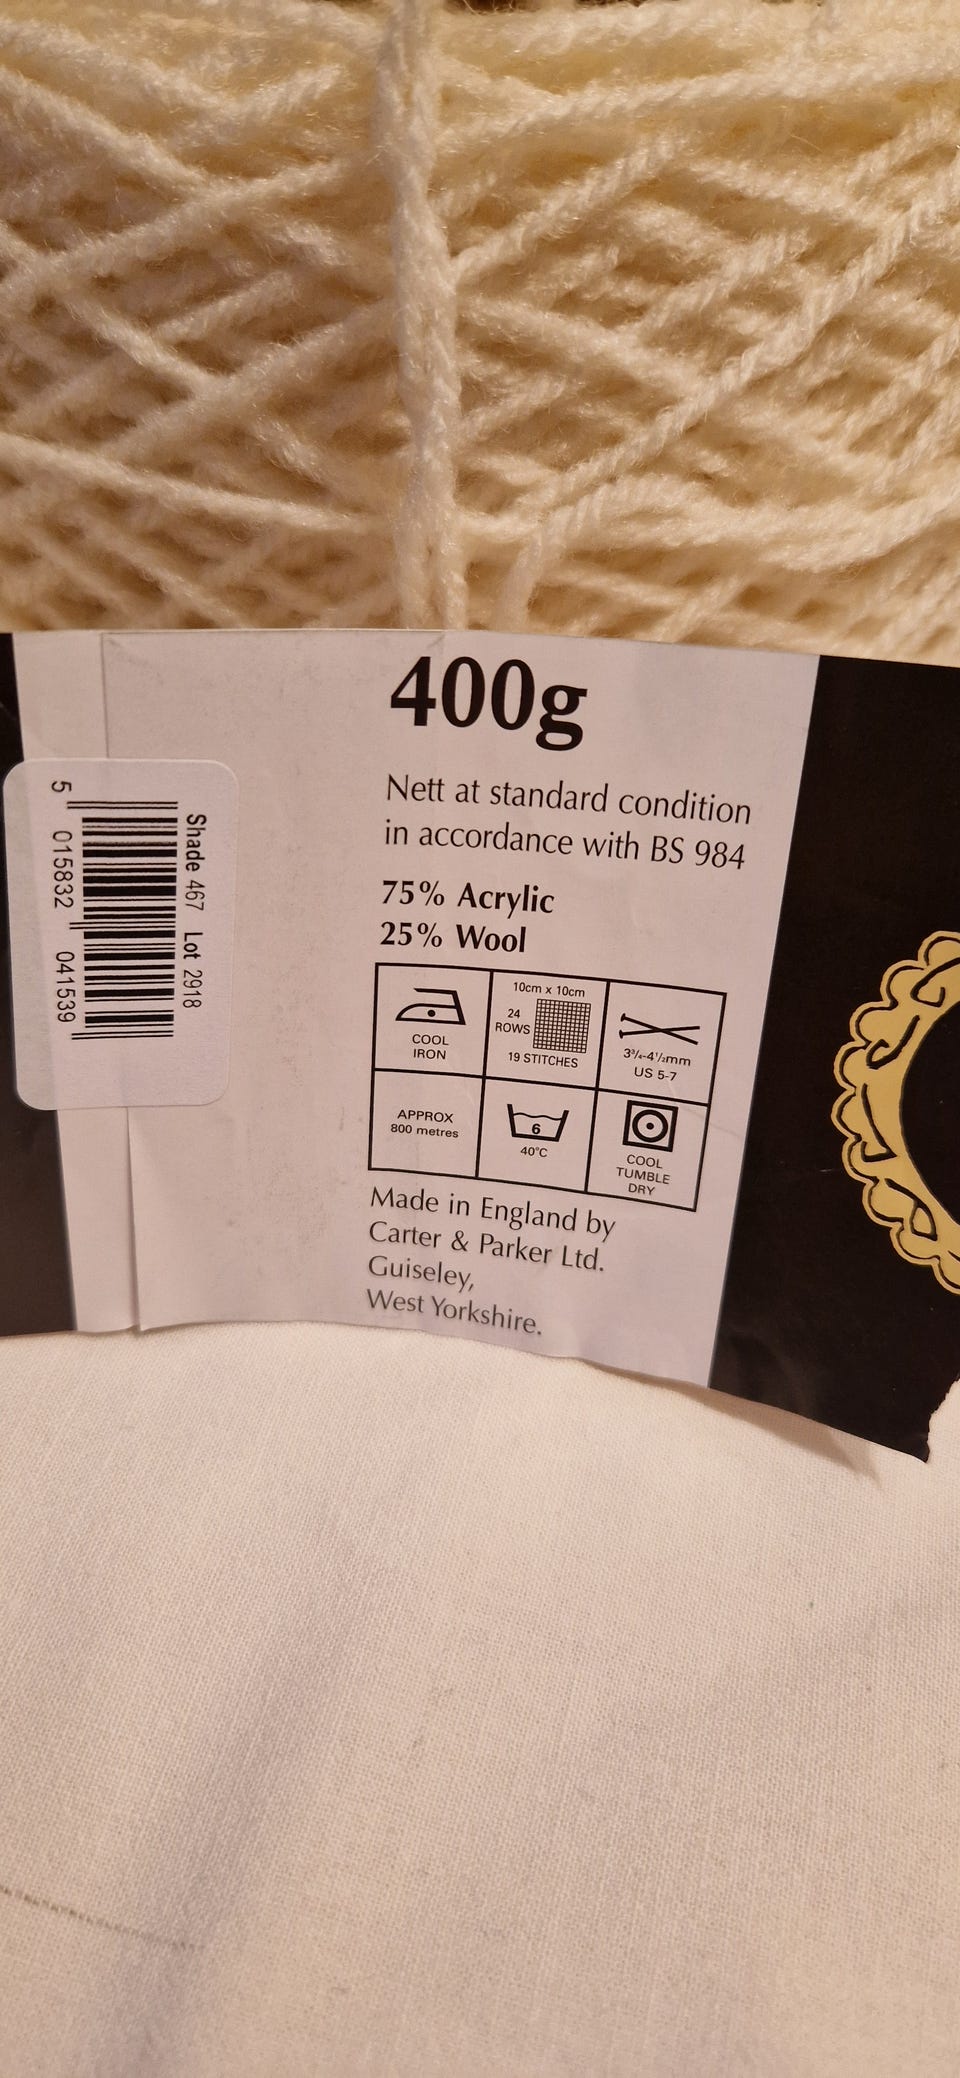 400g
Nett at standard condition
in accordance with BS 984
75% Acrylic
25% Wool
COOL
IRON
10cm x 10cm
24
ROWS
19 STITCHES
3³/₄-4¹/₂mm
US 5-7
APPROX
800 metres
6
40°C
COOL
TUMBLE
DRY
Made in England by
Carter & Parker Ltd.
Guiseley,
West Yorkshire.
Shade 467 Lot 2918
5 015832 041539